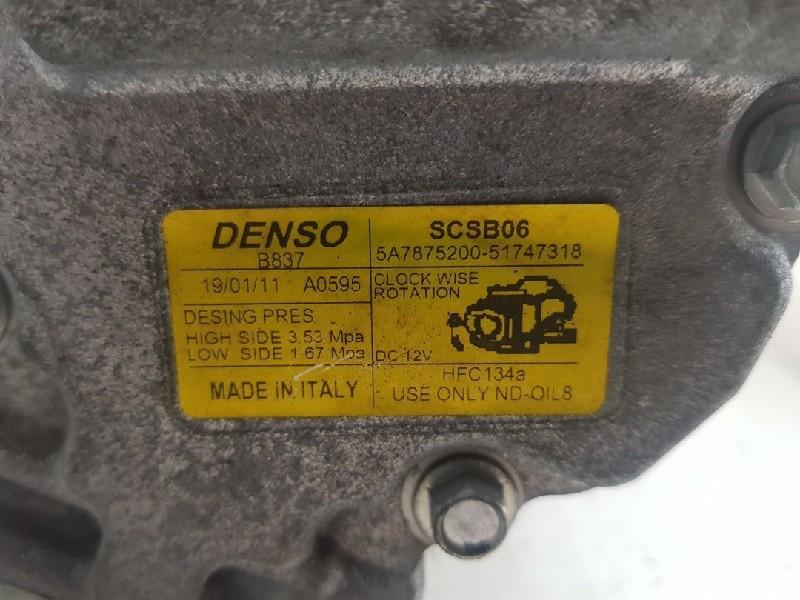 DENSO
B837
SCSB06
5A7875200-51747318
19/01/11 A0595
CLOCK WISE
ROTATION
DESING PRES
HIGH SIDE 3.53 Mpa
LOW SIDE 1.67 Mpa
DC 12V
MADE IN ITALY
HFC134a
USE ONLY ND-OIL8